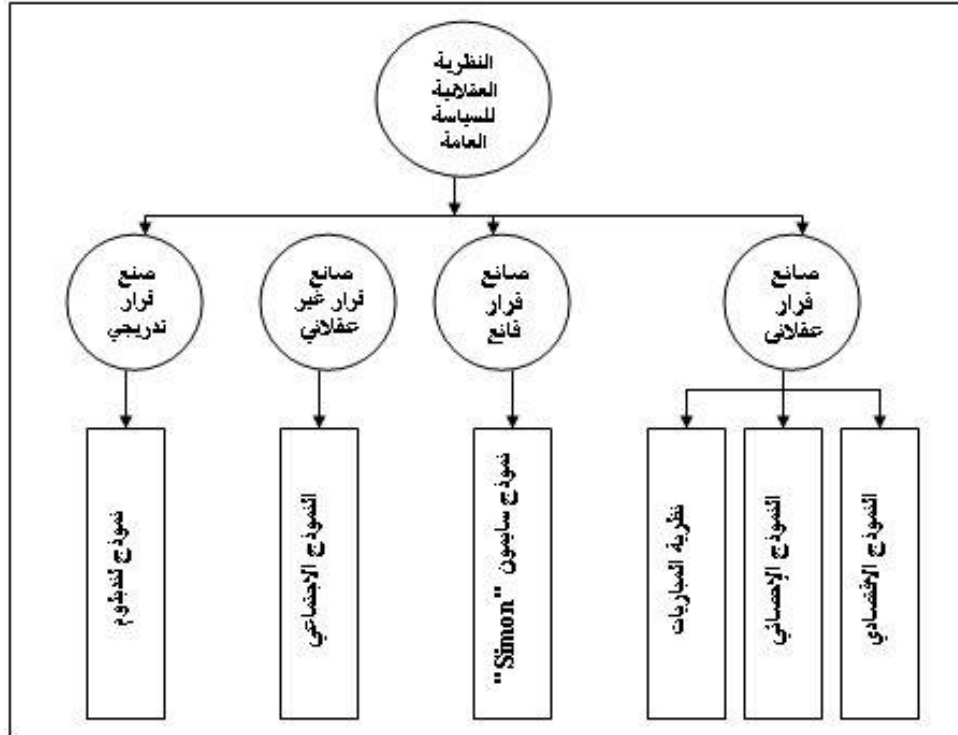 النظرية
العقلانية
للسياسة
العامة
صانع
قرار
عقلاني
صانع
قرار
قانع
صانع
قرار غير
عقلاني
صنع
قرار
تدريجي
النموذج الاقتصادي
النموذج الإحصائي
نظرية المباريات
نموذج سايمون "Simon"
النموذج الاجتماعي
نموذج لندبلوم